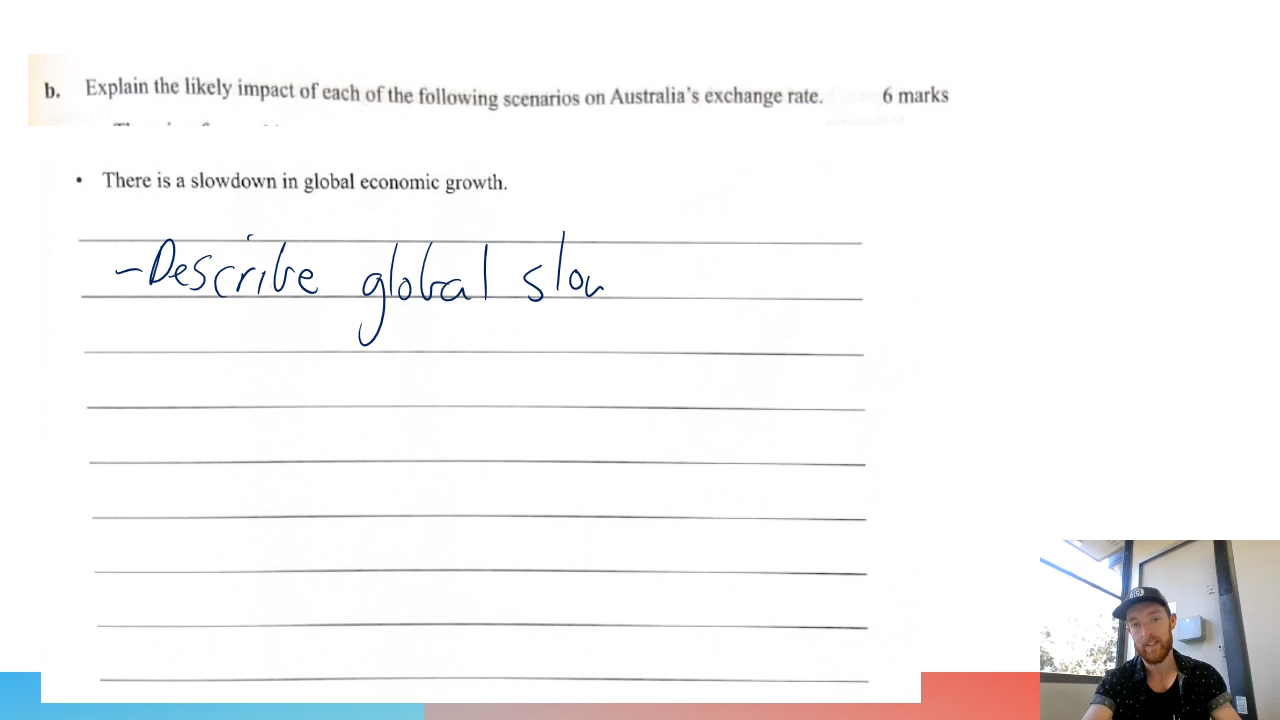 b. Explain the likely impact of each of the following scenarios on Australia's exchange rate. 6 marks
• There is a slowdown in global economic growth.
-Describe global slow